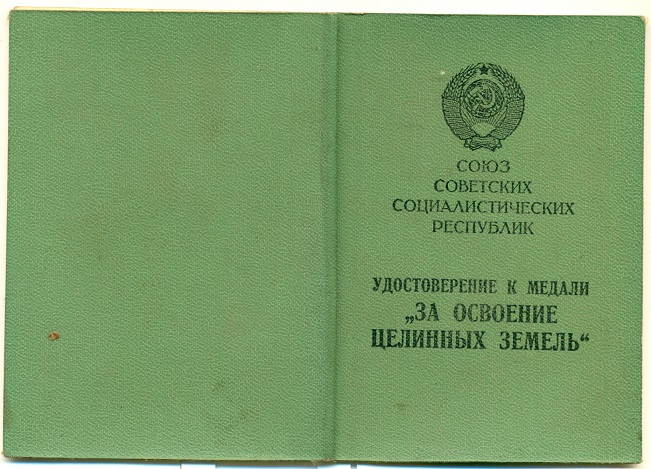 СОЮЗ
СОВЕТСКИХ
СОЦИАЛИСТИЧЕСКИХ
РЕСПУБЛИК
УДОСТОВЕРЕНИЕ К МЕДАЛИ
„ЗА ОСВОЕНИЕ
ЦЕЛИННЫХ ЗЕМЕЛЬ“